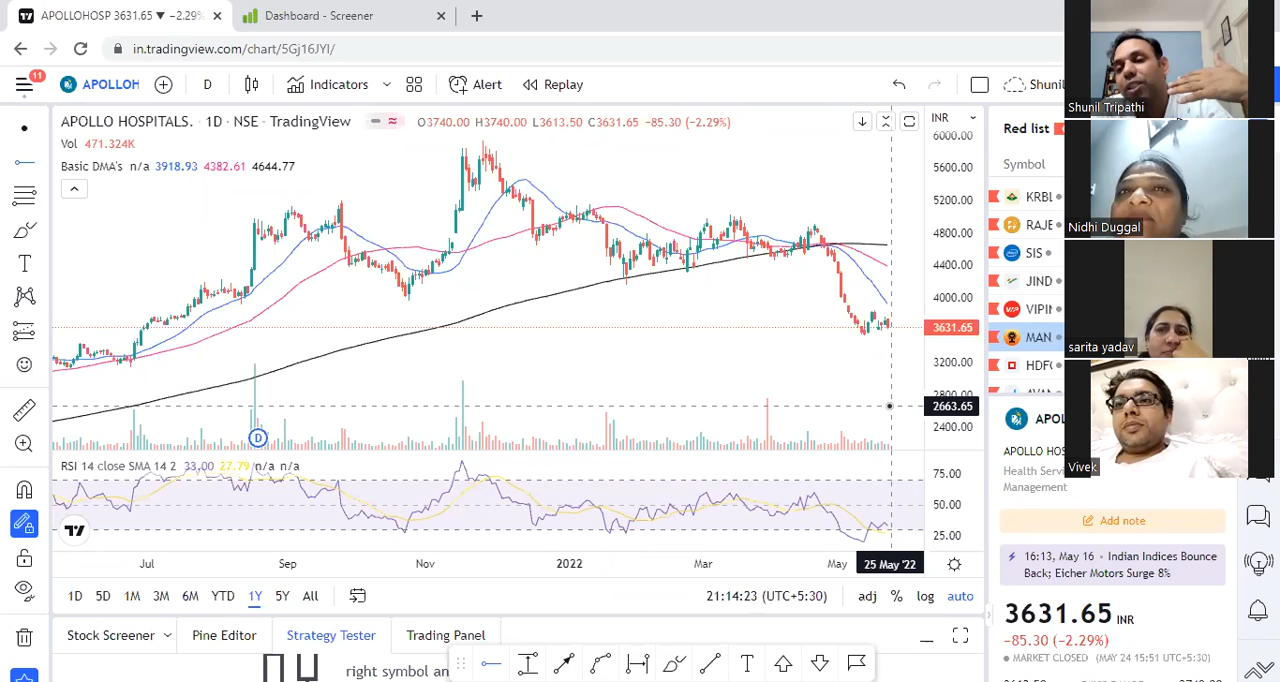 APOLLOHOSP 3631.65 ▼ −2.29%
Dashboard - Screener
in.tradingview.com/chart/5Gj16JYI/
11
APOLLOH
D
Indicators
Alert
Replay
Shunil
APOLLO HOSPITALS. · 1D · NSE · TradingView
O3740.00 H3740.00 L3613.50 C3631.65 −85.30 (−2.29%)
Vol 471.324K
Basic DMA's n/a 3918.93 4382.61 4644.77
INR
6000.00
5600.00
5200.00
4800.00
4400.00
4000.00
3631.65
3200.00
2800.00
2663.65
2400.00
D
RSI 14 close SMA 14 2 33.00 27.79 n/a n/a
75.00
50.00
25.00
Jul
Sep
Nov
2022
Mar
May
25 May '22
1D 5D 1M 3M 6M YTD 1Y 5Y All
21:14:23 (UTC+5:30)
adj % log auto
Stock Screener
Pine Editor
Strategy Tester
Trading Panel
right symbol an
Red list
Symbol
KRBL
RAJE
SIS
JIND
VIPIN
MAN
HDFC
APOL
APOLLO HOS
Health Serv
Management
Add note
16:13, May 16 • Indian Indices Bounce
Back; Eicher Motors Surge 8%
3631.65 INR
−85.30 (−2.29%)
MARKET CLOSED (MAY 24 15:51 UTC+5:30)
Shunil Tripathi
Nidhi Duggal
sarita yadav
Vivek